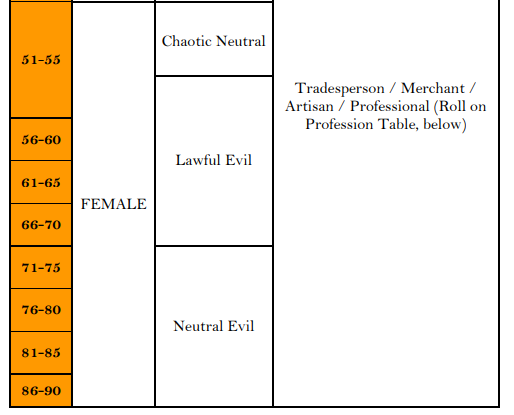 51-55
Chaotic Neutral
Tradesperson / Merchant /
Artisan / Professional (Roll on
Profession Table, below)
56-60
Lawful Evil
61-65
FEMALE
66-70
71-75
76-80
Neutral Evil
81-85
86-90